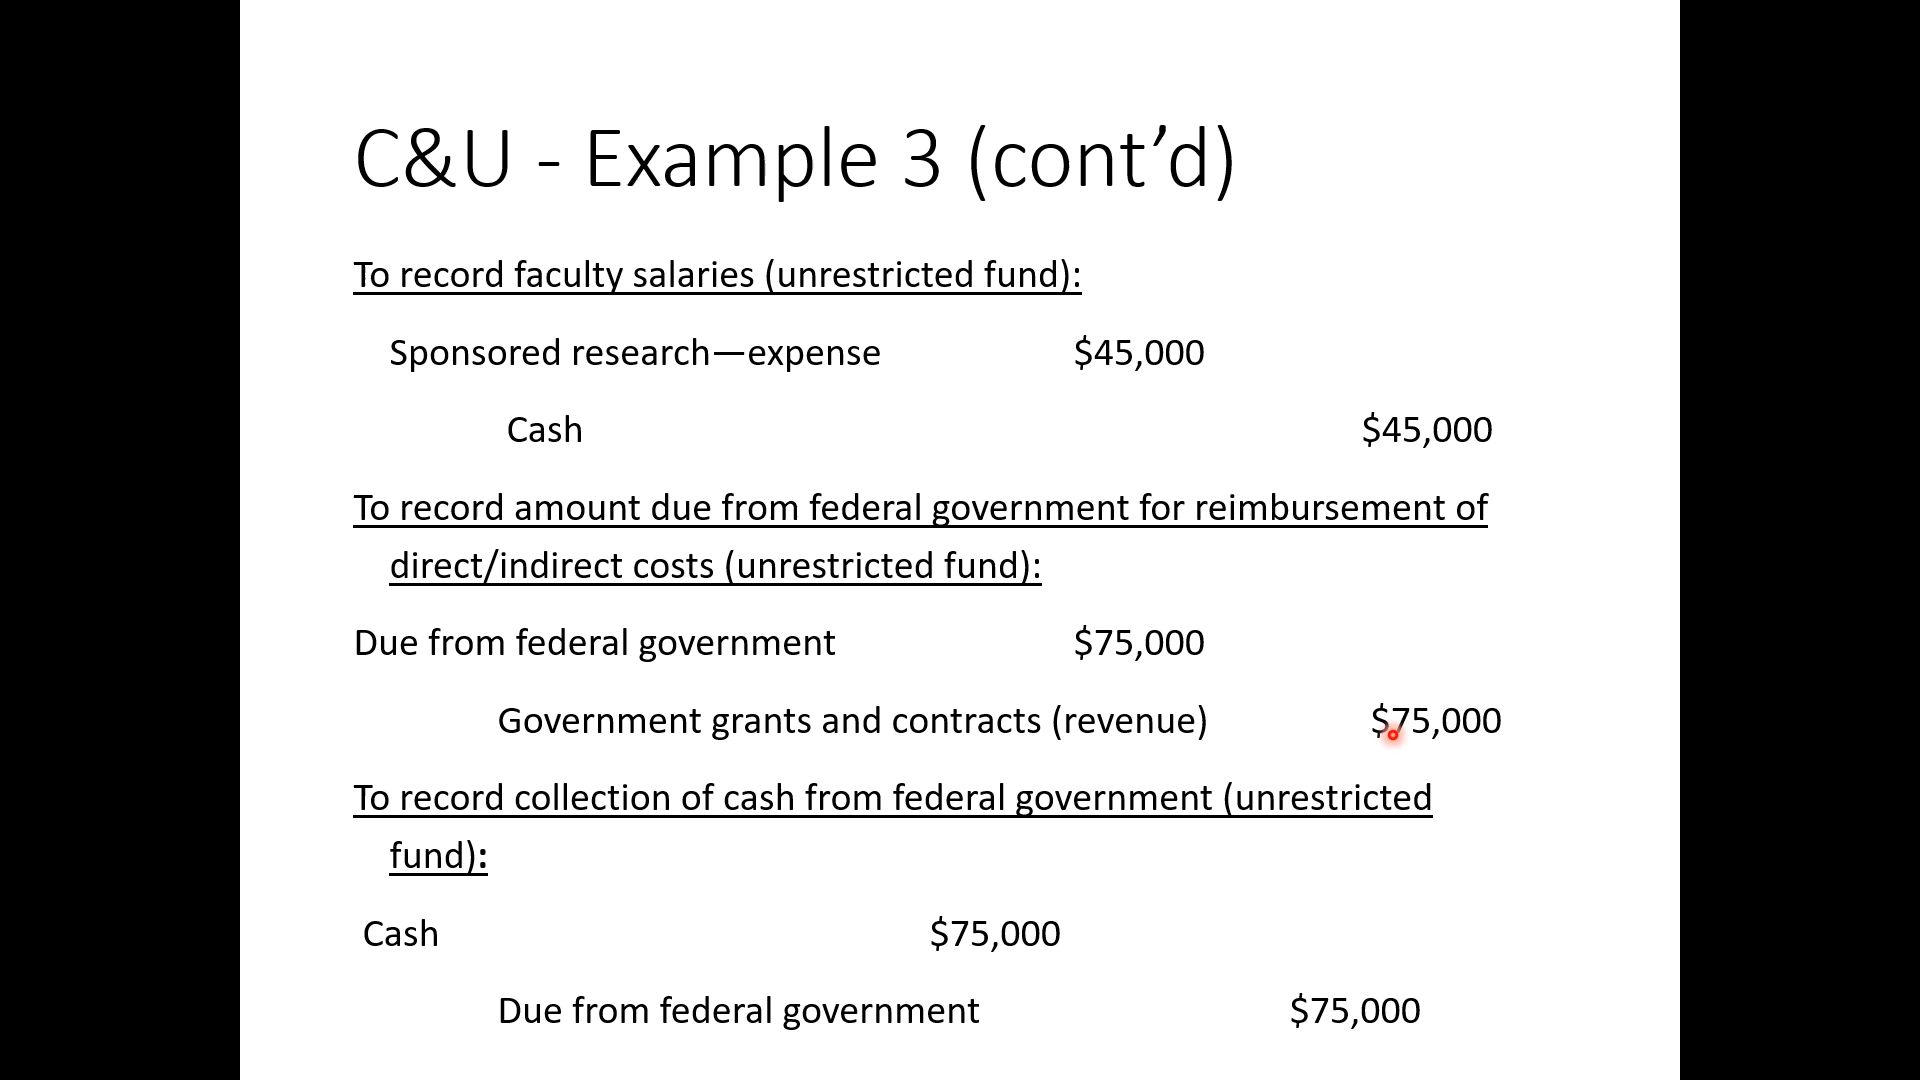 C&U - Example 3 (cont’d)
To record faculty salaries (unrestricted fund):
Sponsored research—expense $45,000
Cash $45,000
To record amount due from federal government for reimbursement of
direct/indirect costs (unrestricted fund):
Due from federal government $75,000
Government grants and contracts (revenue) $75,000
To record collection of cash from federal government (unrestricted
fund):
Cash $75,000
Due from federal government $75,000